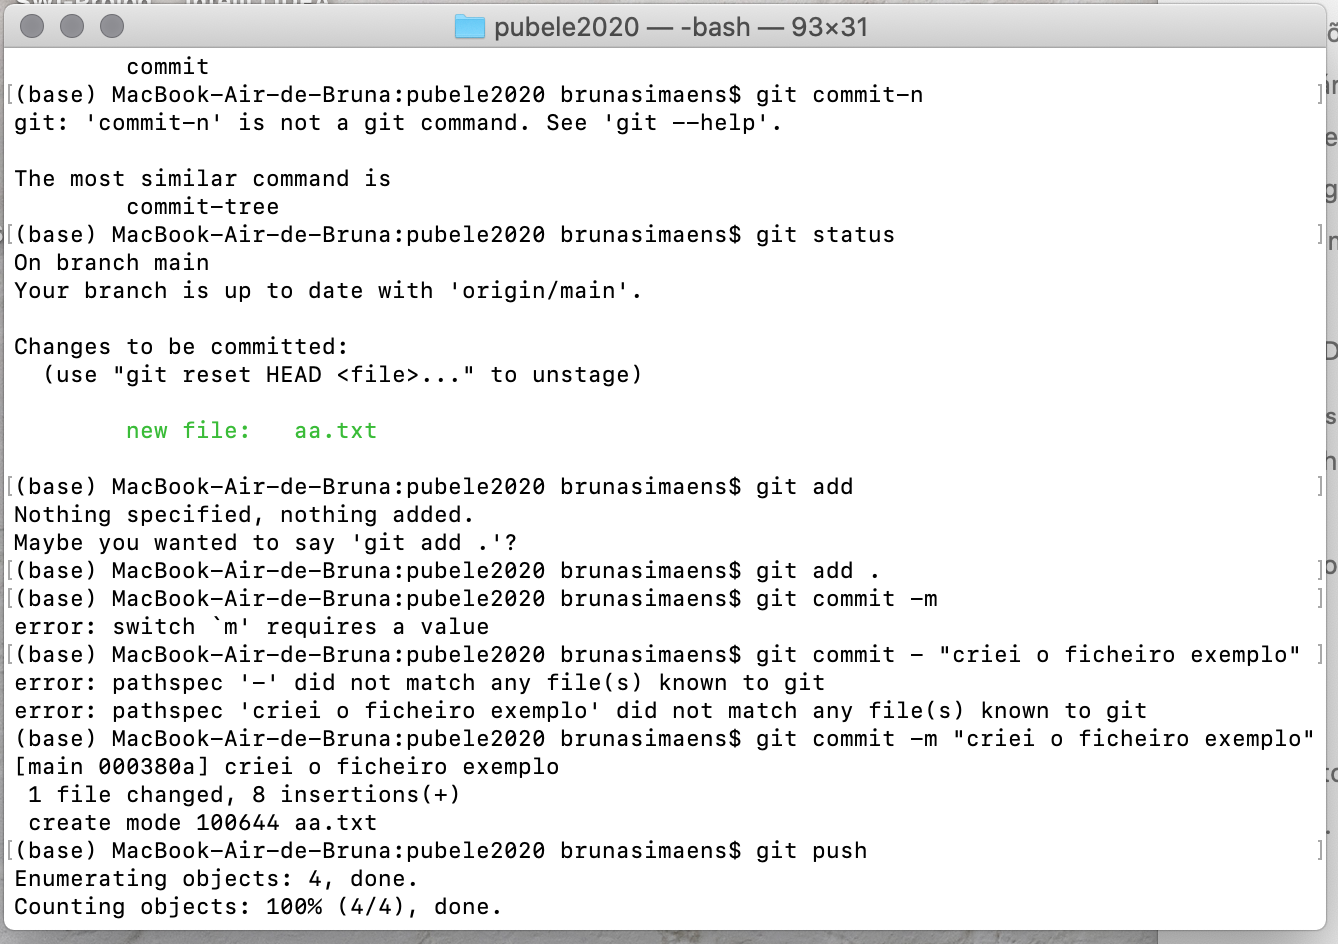 pubele2020 — -bash — 93×31
commit
(base) MacBook-Air-de-Bruna:pubele2020 brunasimaens$ git commit-n
git: 'commit-n' is not a git command. See 'git --help'.
The most similar command is
commit-tree
(base) MacBook-Air-de-Bruna:pubele2020 brunasimaens$ git status
On branch main
Your branch is up to date with 'origin/main'.
Changes to be committed:
(use "git reset HEAD <file>..." to unstage)
new file:   aa.txt
(base) MacBook-Air-de-Bruna:pubele2020 brunasimaens$ git add
Nothing specified, nothing added.
Maybe you wanted to say 'git add .'?
(base) MacBook-Air-de-Bruna:pubele2020 brunasimaens$ git add .
(base) MacBook-Air-de-Bruna:pubele2020 brunasimaens$ git commit -m
error: switch `m' requires a value
(base) MacBook-Air-de-Bruna:pubele2020 brunasimaens$ git commit - "criei o ficheiro exemplo"
error: pathspec '-' did not match any file(s) known to git
error: pathspec 'criei o ficheiro exemplo' did not match any file(s) known to git
(base) MacBook-Air-de-Bruna:pubele2020 brunasimaens$ git commit -m "criei o ficheiro exemplo"
[main 000380a] criei o ficheiro exemplo
1 file changed, 8 insertions(+)
create mode 100644 aa.txt
(base) MacBook-Air-de-Bruna:pubele2020 brunasimaens$ git push
Enumerating objects: 4, done.
Counting objects: 100% (4/4), done.